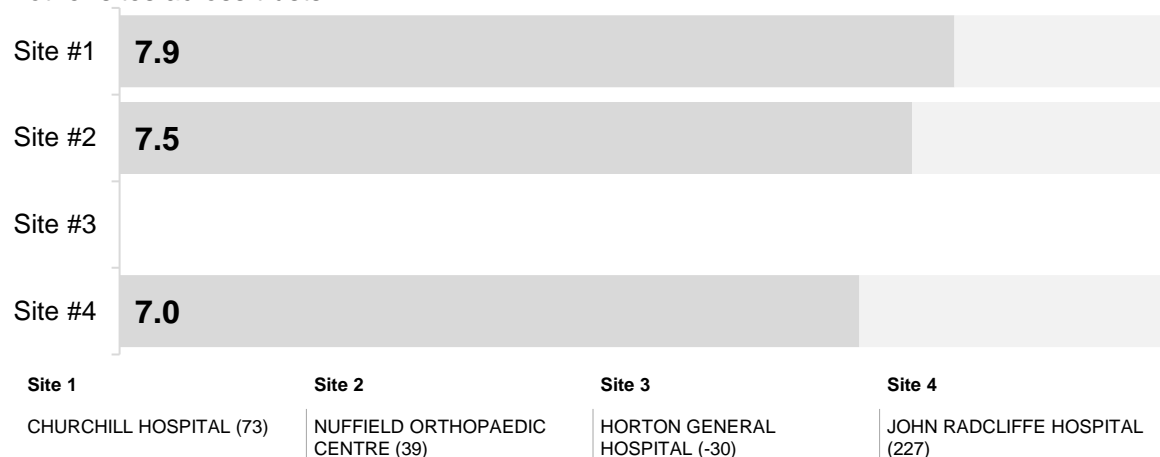 Site #1
7.9
Site #2
7.5
Site #3
Site #4
7.0
Site 1
Site 2
Site 3
Site 4
CHURCHILL HOSPITAL (73)
NUFFIELD ORTHOPAEDIC
CENTRE (39)
HORTON GENERAL
HOSPITAL (-30)
JOHN RADCLIFFE HOSPITAL
(227)